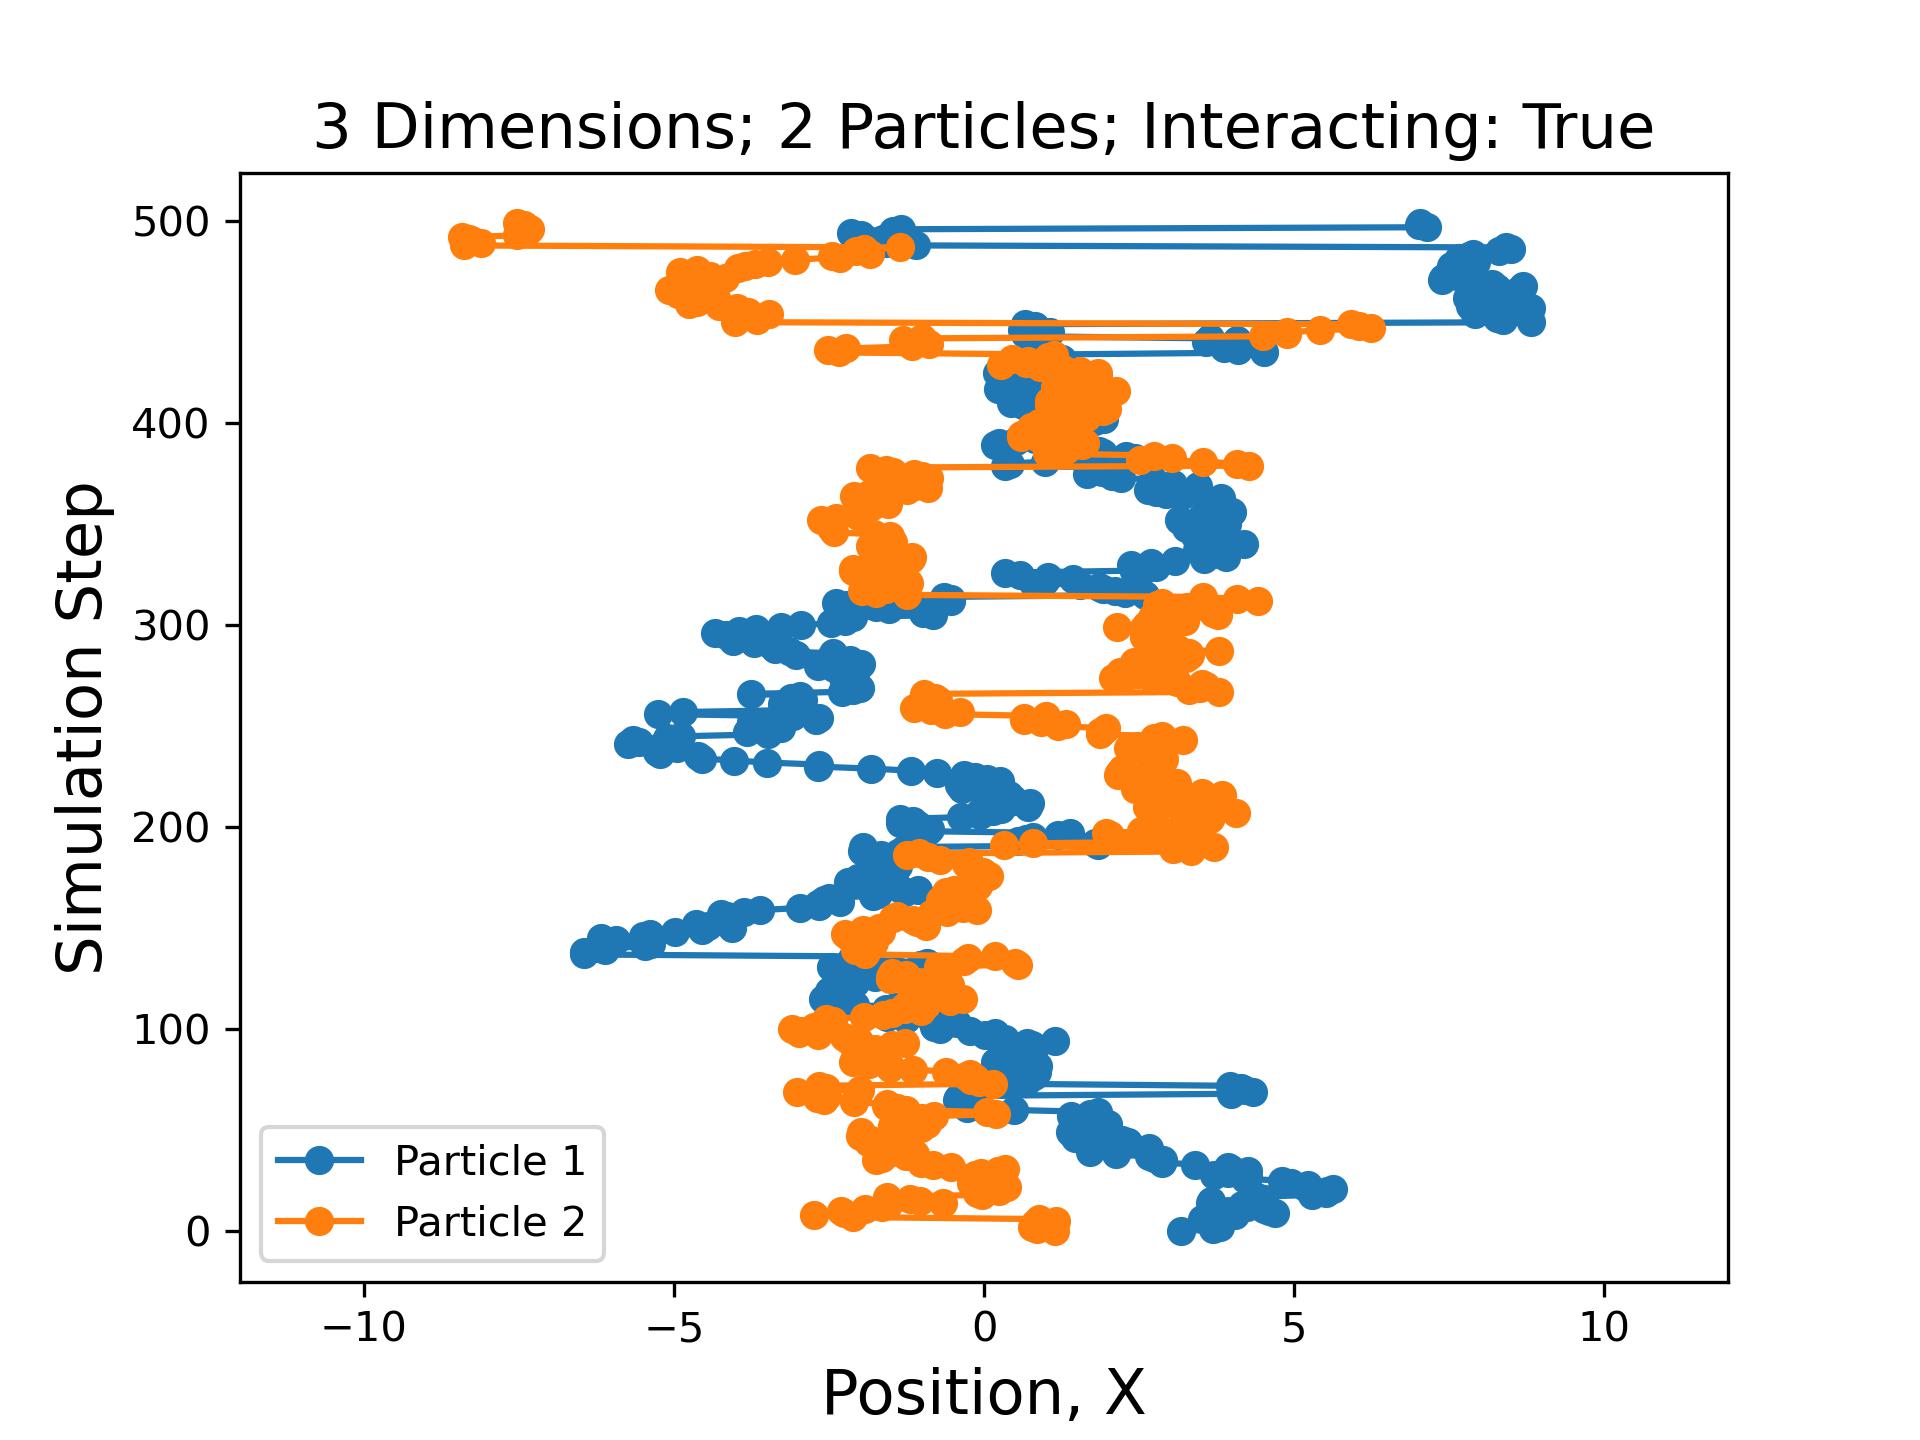 3 Dimensions; 2 Particles; Interacting: True
Simulation Step
500
400
300
200
100
0
Particle 1
Particle 2
−10
−5
0
5
10
Position, X